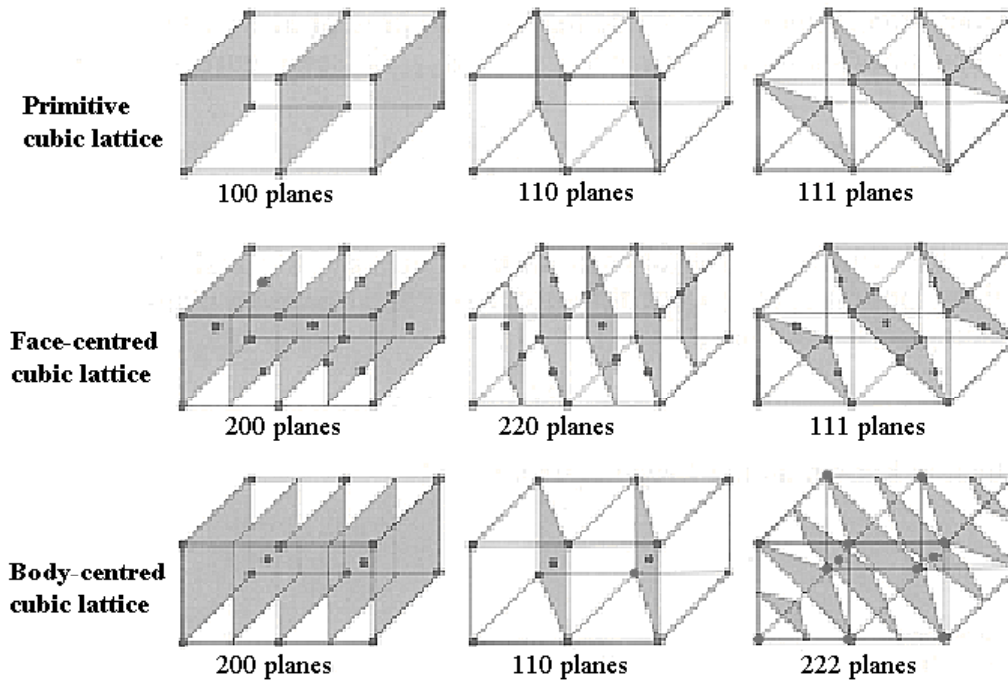 Primitive
cubic lattice
100 planes
110 planes
111 planes
Face-centred
cubic lattice
200 planes
220 planes
111 planes
Body-centred
cubic lattice
200 planes
110 planes
222 planes